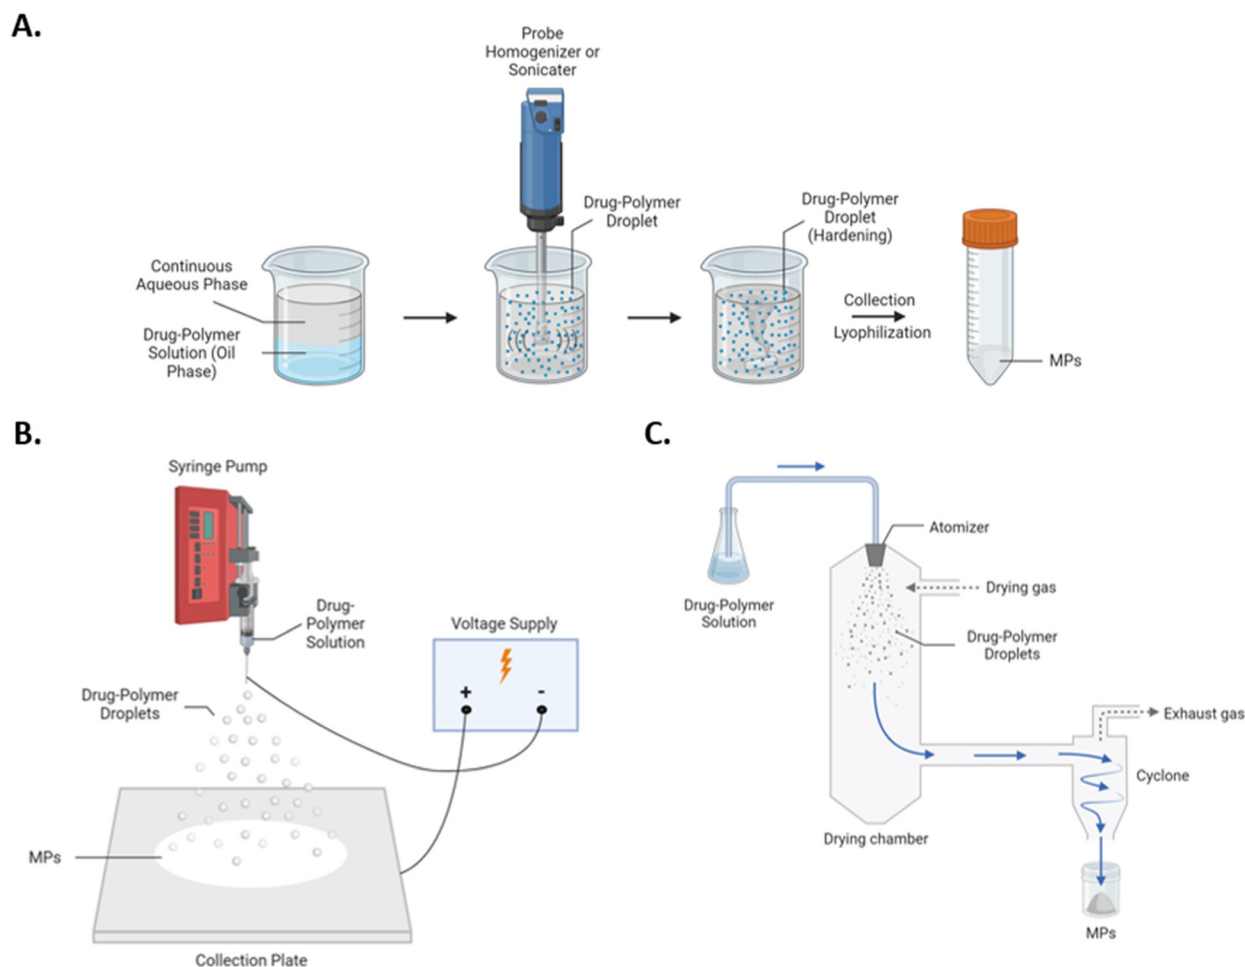 A.
Probe
Homogenizer or
Sonicater
Drug-Polymer
Droplet
Drug-Polymer
Droplet
(Hardening)
Continuous
Aqueous Phase
Drug-Polymer
Solution (Oil
Phase)
Collection
Lyophilization
MPs
B.
Syringe Pump
Drug-
Polymer
Solution
Voltage Supply
+
-
Drug-Polymer
Droplets
MPs
Collection Plate
C.
Atomizer
Drying gas
Drug-Polymer
Solution
Drug-Polymer
Droplets
Exhaust gas
Cyclone
Drying chamber
MPs